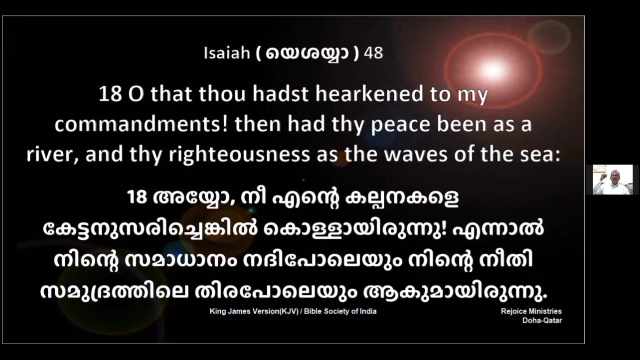 Isaiah ( യെശയ്യാ ) 48
18 O that thou hadst hearkened to my
commandments! then had thy peace been as a
river, and thy righteousness as the waves of the sea:
18 അയ്യോ, നീ എന്റെ കല്പനകളെ
കേട്ടനുസരിച്ചെങ്കിൽ കൊള്ളായിരുന്നു! എന്നാൽ
നിന്റെ സമാധാനം നദിപോലെയും നിന്റെ നീതി
സമുദ്രത്തിലെ തിരപോലെയും ആകുമായിരുന്നു.
King James Version(KJV) / Bible Society of India
Rejoice Ministries
Doha-Qatar